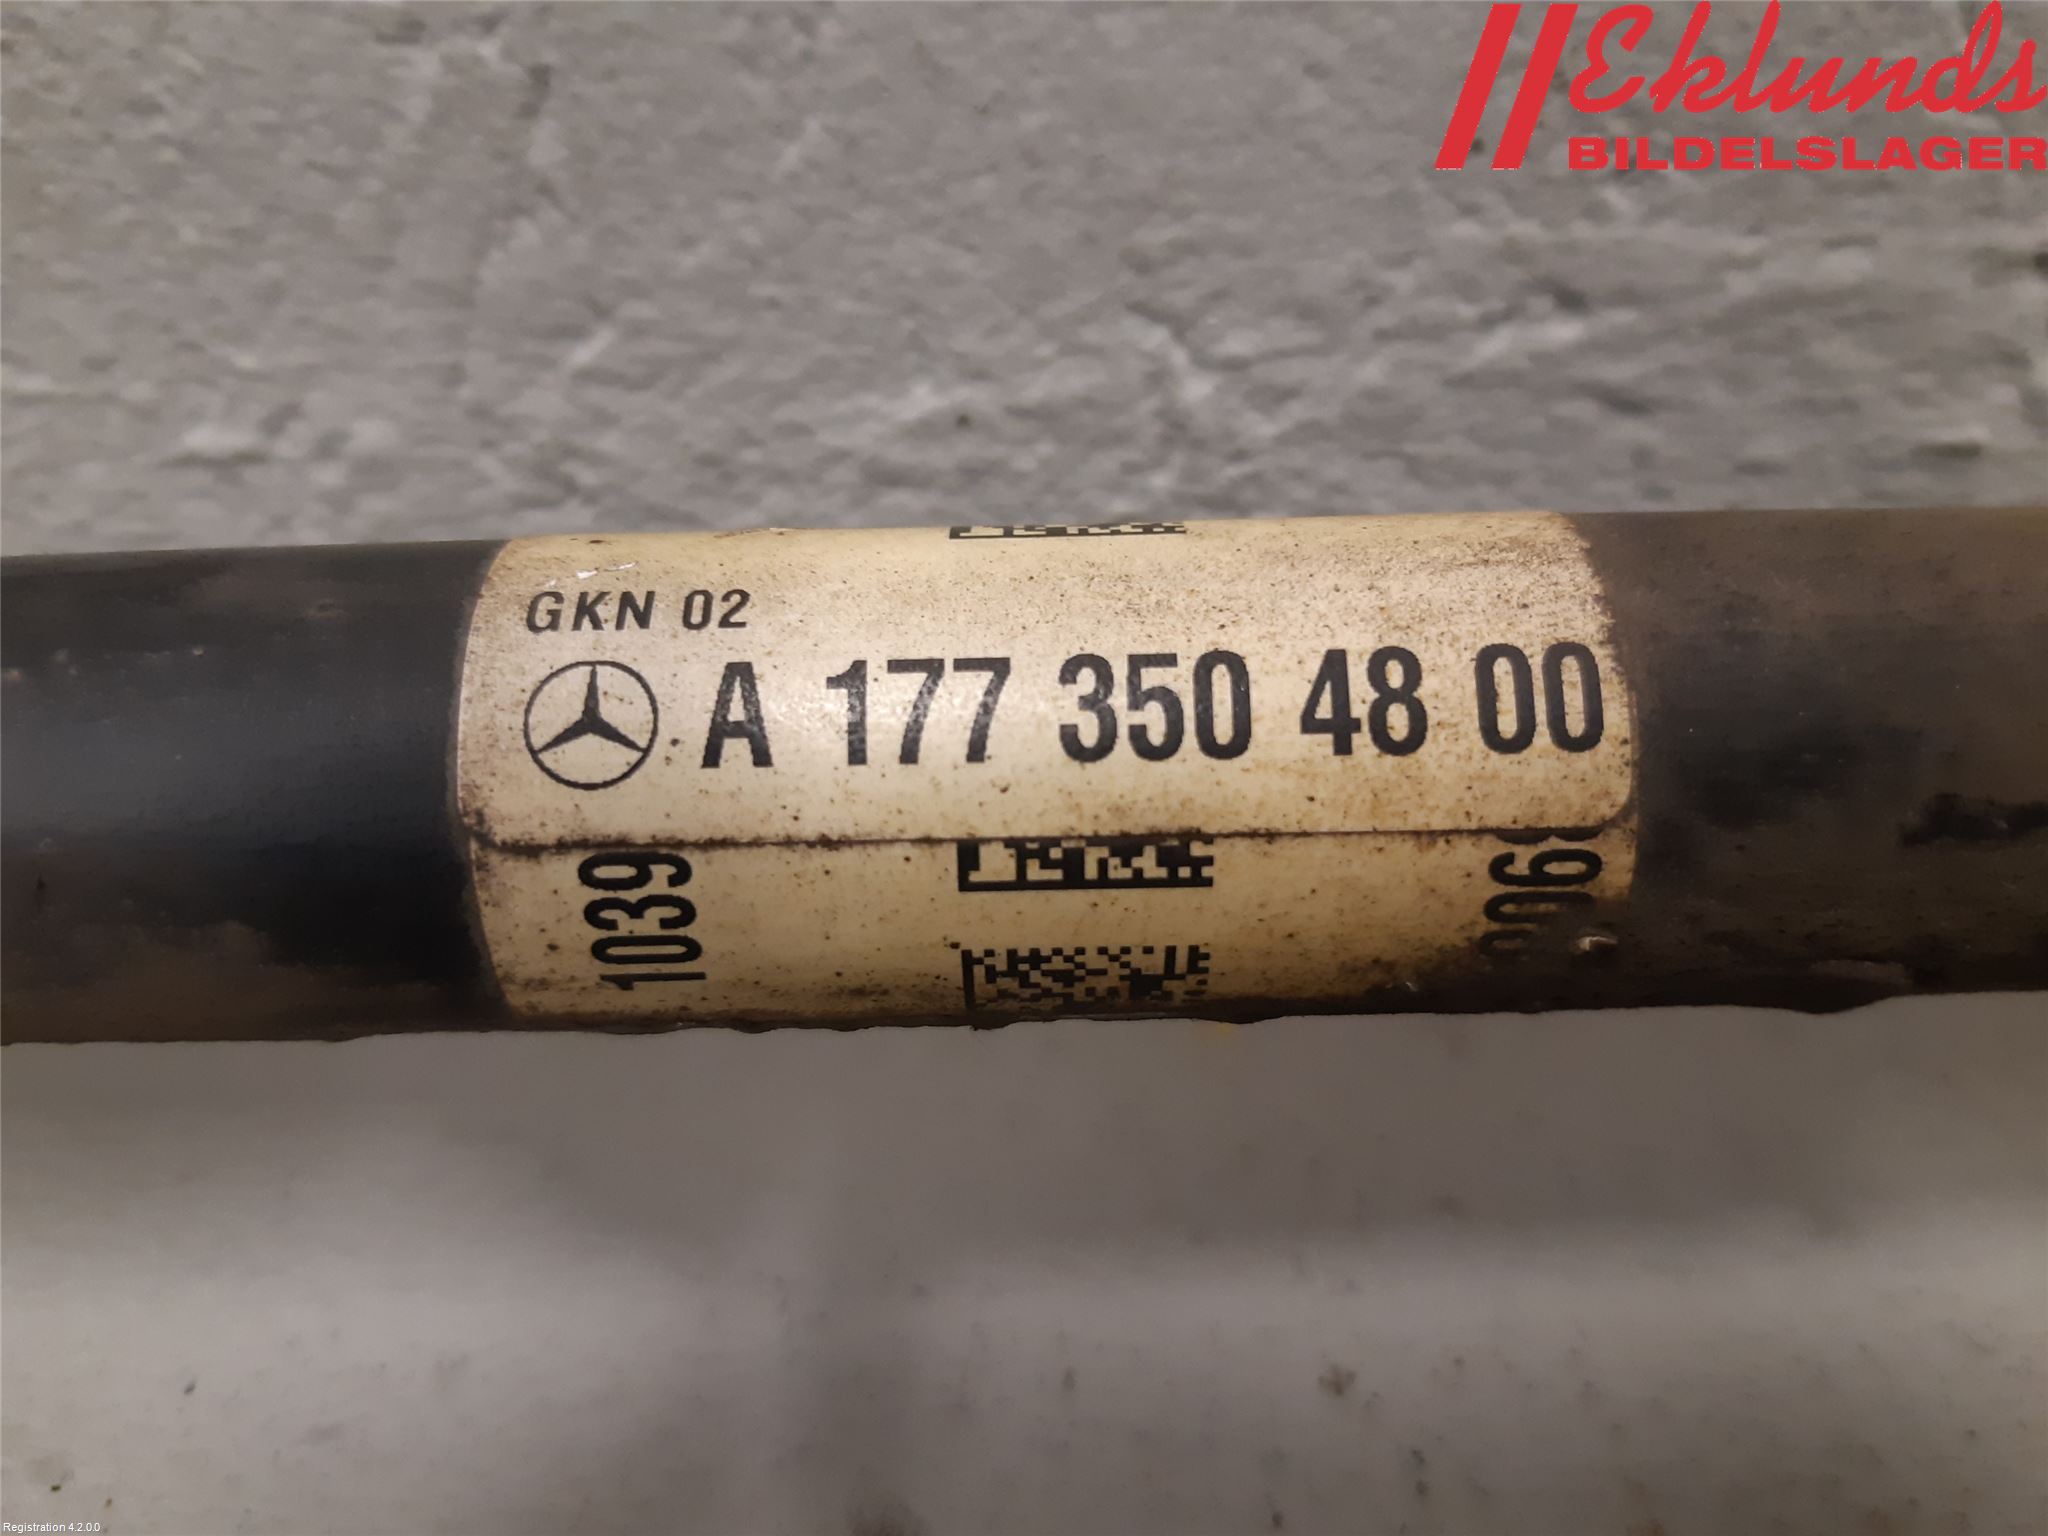 Eklunds
BILDELSLAGER
GKN 02
A 177 350 48 00
1039
Registration 4.2.0.0